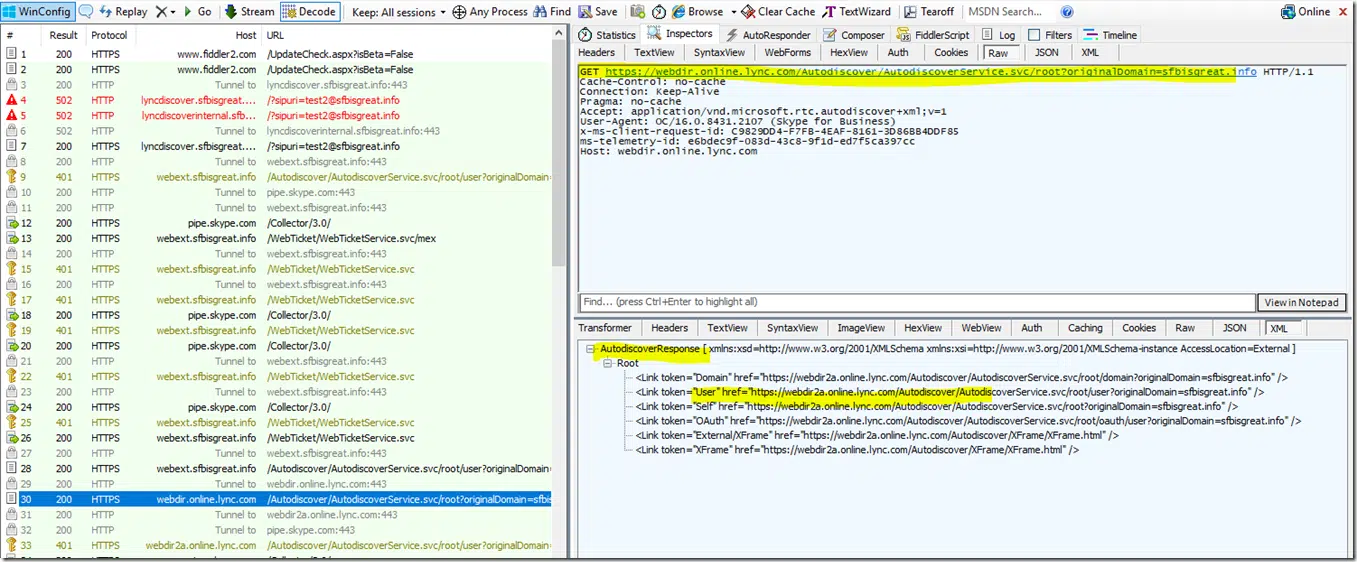 WinConfig Replay Go Stream Decode Keep: All sessions Any Process Find Save Browse Clear Cache TextWizard Tearoff MSDN Search... Online
# Result Protocol Host URL
1 200 HTTPS www.fiddler2.com /UpdateCheck.aspx?isBeta=False
2 200 HTTPS www.fiddler2.com /UpdateCheck.aspx?isBeta=False
3 200 HTTP Tunnel to lyncdiscover.sfbisgreat.info:443
4 502 HTTPS lyncdiscover.sfbisgreat.... /?sipuri=test2@sfbisgreat.info
5 502 HTTPS lyncdiscoverinternal.sfb... /?sipuri=test2@sfbisgreat.info
6 502 HTTP Tunnel to lyncdiscoverinternal.sfbisgreat.info:443
7 200 HTTPS lyncdiscover.sfbisgreat.... /?sipuri=test2@sfbisgreat.info
8 200 HTTP Tunnel to webext.sfbisgreat.info:443
9 401 HTTPS webext.sfbisgreat.info /Autodiscover/AutodiscoverService.svc/root/user?originalDomain=
10 200 HTTP Tunnel to pipe.skype.com:443
11 200 HTTP Tunnel to webext.sfbisgreat.info:443
12 200 HTTPS pipe.skype.com /Collector/3.0/
13 200 HTTPS webext.sfbisgreat.info /WebTicket/WebTicketService.svc/mex
14 200 HTTP Tunnel to webext.sfbisgreat.info:443
15 401 HTTPS webext.sfbisgreat.info /WebTicket/WebTicketService.svc
16 200 HTTP Tunnel to webext.sfbisgreat.info:443
17 401 HTTPS webext.sfbisgreat.info /WebTicket/WebTicketService.svc
18 200 HTTPS pipe.skype.com /Collector/3.0/
19 401 HTTPS webext.sfbisgreat.info /WebTicket/WebTicketService.svc
20 200 HTTPS pipe.skype.com /Collector/3.0/
21 200 HTTP Tunnel to webext.sfbisgreat.info:443
22 401 HTTPS webext.sfbisgreat.info /WebTicket/WebTicketService.svc
23 200 HTTP Tunnel to webext.sfbisgreat.info:443
24 200 HTTPS pipe.skype.com /Collector/3.0/
25 401 HTTPS webext.sfbisgreat.info /WebTicket/WebTicketService.svc
26 200 HTTPS webext.sfbisgreat.info /WebTicket/WebTicketService.svc
27 200 HTTP Tunnel to webext.sfbisgreat.info:443
28 200 HTTPS webext.sfbisgreat.info /Autodiscover/AutodiscoverService.svc/root/user?originalDomain=
29 200 HTTP Tunnel to webdir.online.lync.com:443
30 200 HTTPS webdir.online.lync.com /Autodiscover/AutodiscoverService.svc/root?originalDomain=sfbis
31 200 HTTP Tunnel to webdir2a.online.lync.com:443
32 200 HTTP Tunnel to pipe.skype.com:443
33 401 HTTPS webdir2a.online.lync.com /Autodiscover/AutodiscoverService.svc/root/user?originalDomain=
Statistics Inspectors AutoResponder Composer FiddlerScript Log Filters Timeline
Headers TextView SyntaxView WebForms HexView Auth Cookies Raw JSON XML
GET https://webdir.online.lync.com/Autodiscover/AutodiscoverService.svc/root?originalDomain=sfbisgreat.info HTTP/1.1
Cache-Control: no-cache
Connection: Keep-Alive
Pragma: no-cache
Accept: application/vnd.microsoft.rtc.autodiscover+xml;v=1
User-Agent: OC/16.0.8431.2107 (Skype for Business)
x-ms-client-request-id: C9829DD4-F7FB-4EAF-8161-3D86BB4DDF85
ms-telemetry-id: e6bdec9f-083d-43c8-9f1d-ed7f5ca397cc
Host: webdir.online.lync.com
Find... (press Ctrl+Enter to highlight all) View in Notepad
Transformer Headers TextView SyntaxView ImageView HexView WebView Auth Caching Cookies Raw JSON XML
AutodiscoverResponse [ xmlns:xsd=http://www.w3.org/2001/XMLSchema xmlns:xsi=http://www.w3.org/2001/XMLSchema-instance AccessLocation=External ]
Root
<Link token="Domain" href="https://webdir2a.online.lync.com/Autodiscover/AutodiscoverService.svc/root/domain?originalDomain=sfbisgreat.info" />
<Link token="User" href="https://webdir2a.online.lync.com/Autodiscover/AutodiscoverService.svc/root/user?originalDomain=sfbisgreat.info" />
<Link token="Self" href="https://webdir2a.online.lync.com/Autodiscover/AutodiscoverService.svc/root?originalDomain=sfbisgreat.info" />
<Link token="OAuth" href="https://webdir2a.online.lync.com/Autodiscover/AutodiscoverService.svc/root/oauth/user?originalDomain=sfbisgreat.info" />
<Link token="External/XFrame" href="https://webdir2a.online.lync.com/Autodiscover/XFrame/XFrame.html" />
<Link token="XFrame" href="https://webdir2a.online.lync.com/Autodiscover/XFrame/XFrame.html" />